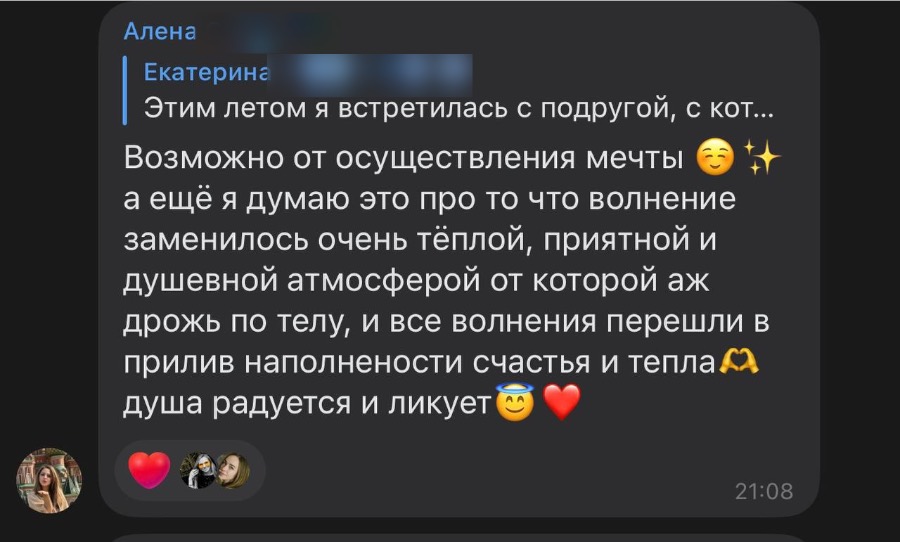 Алена
Екатерина
Этим летом я встретилась с подругой, с кот...
Возможно от осуществления мечты ☺️✨
а ещё я думаю это про то что волнение
заменилось очень тёплой, приятной и
душевной атмосферой от которой аж
дрожь по телу, и все волнения перешли в
прилив наполнености счастья и тепла🫶
душа радуется и ликует😇❤️
21:08